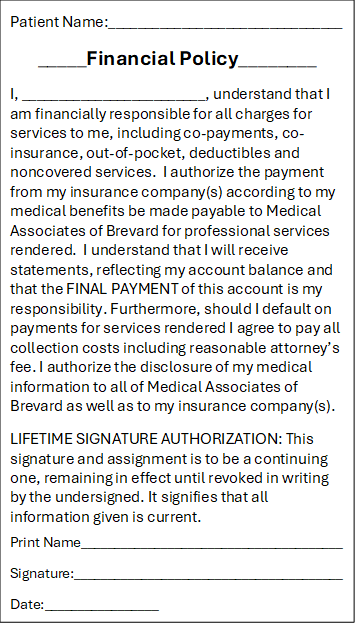 Patient Name:______________________________
_____Financial Policy________
I, ________________________, understand that I
am financially responsible for all charges for
services to me, including co-payments, co-
insurance, out-of-pocket, deductibles and
noncovered services.  I authorize the payment
from my insurance company(s) according to my
medical benefits be made payable to Medical
Associates of Brevard for professional services
rendered.  I understand that I will receive
statements, reflecting my account balance and
that the FINAL PAYMENT of this account is my
responsibility. Furthermore, should I default on
payments for services rendered I agree to pay all
collection costs including reasonable attorney’s
fee. I authorize the disclosure of my medical
information to all of Medical Associates of
Brevard as well as to my insurance company(s).
LIFETIME SIGNATURE AUTHORIZATION: This
signature and assignment is to be a continuing
one, remaining in effect until revoked in writing
by the undersigned. It signifies that all
information given is current.
Print Name___________________________________
Signature:____________________________________
Date:_______________